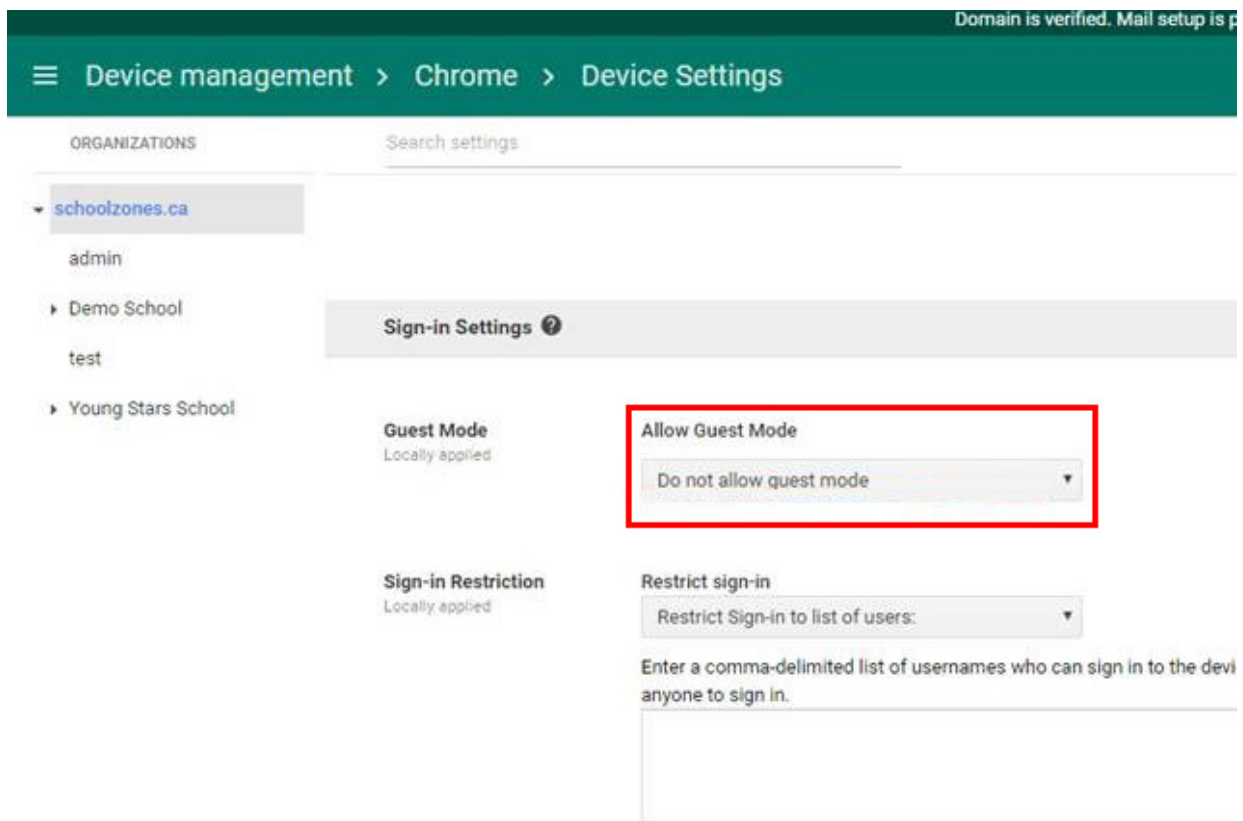 Domain is verified. Mail setup is p
Device management > Chrome > Device Settings
ORGANIZATIONS
Search settings
schoolzones.ca
admin
Demo School
test
Young Stars School
Sign-in Settings
Guest Mode
Locally applied
Allow Guest Mode
Do not allow guest mode
Sign-in Restriction
Locally applied
Restrict sign-in
Restrict Sign-in to list of users:
Enter a comma-delimited list of usernames who can sign in to the devi
anyone to sign in.